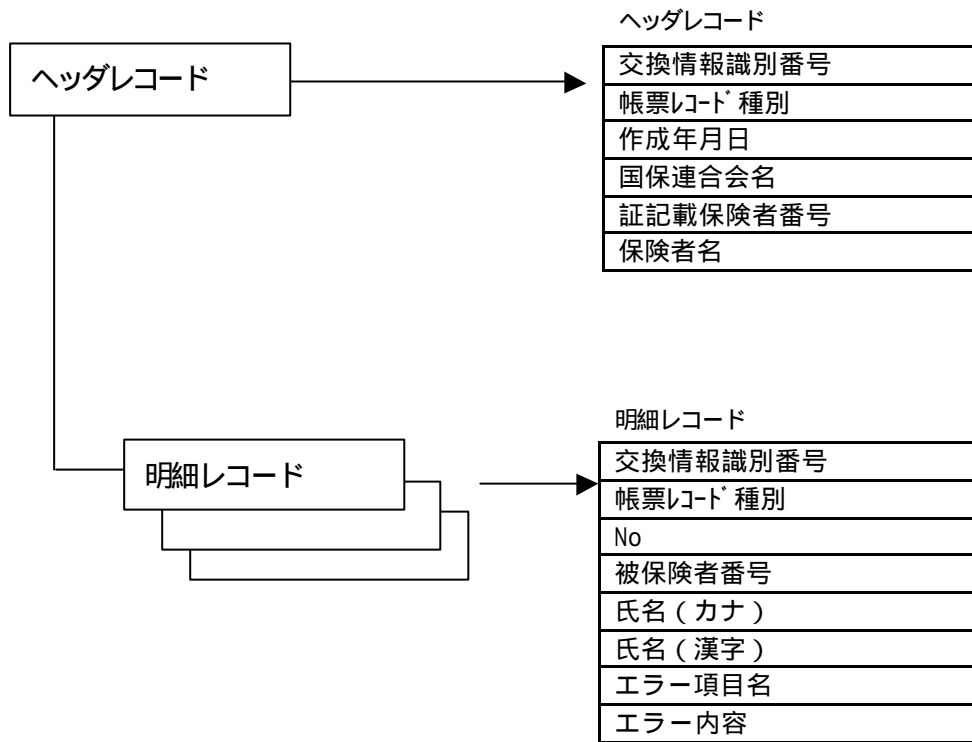 ヘッダレコード
ヘッダレコード
交換情報識別番号
帳票ﾚｺｰﾄﾞ種別
作成年月日
国保連合会名
証記載保険者番号
保険者名
明細レコード
明細レコード
交換情報識別番号
帳票ﾚｺｰﾄﾞ種別
No
被保険者番号
氏名（カナ）
氏名（漢字）
エラー項目名
エラー内容